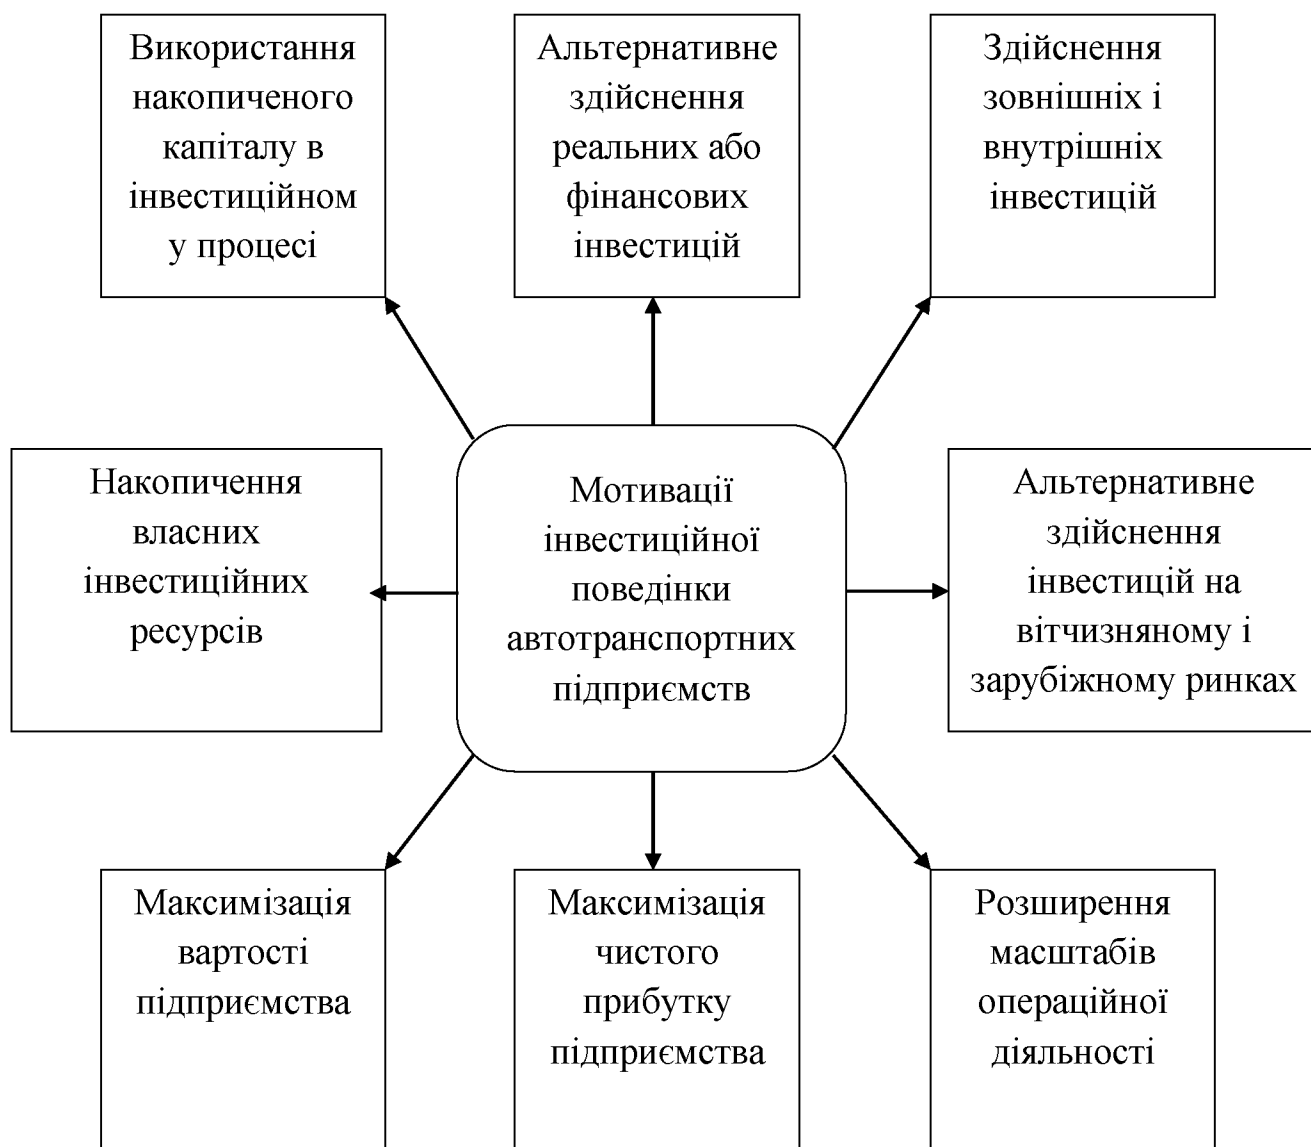 Використання
накопиченого
капіталу в
інвестиційном
у процесі
Альтернативне
здійснення
реальних або
фінансових
інвестицій
Здійснення
зовнішніх і
внутрішніх
інвестицій
Накопичення
власних
інвестиційних
ресурсів
Мотивації
інвестиційної
поведінки
автотранспортних
підприємств
Альтернативне
здійснення
інвестицій на
вітчизняному і
зарубіжному ринках
Максимізація
вартості
підприємства
Максимізація
чистого
прибутку
підприємства
Розширення
масштабів
операційної
діяльності